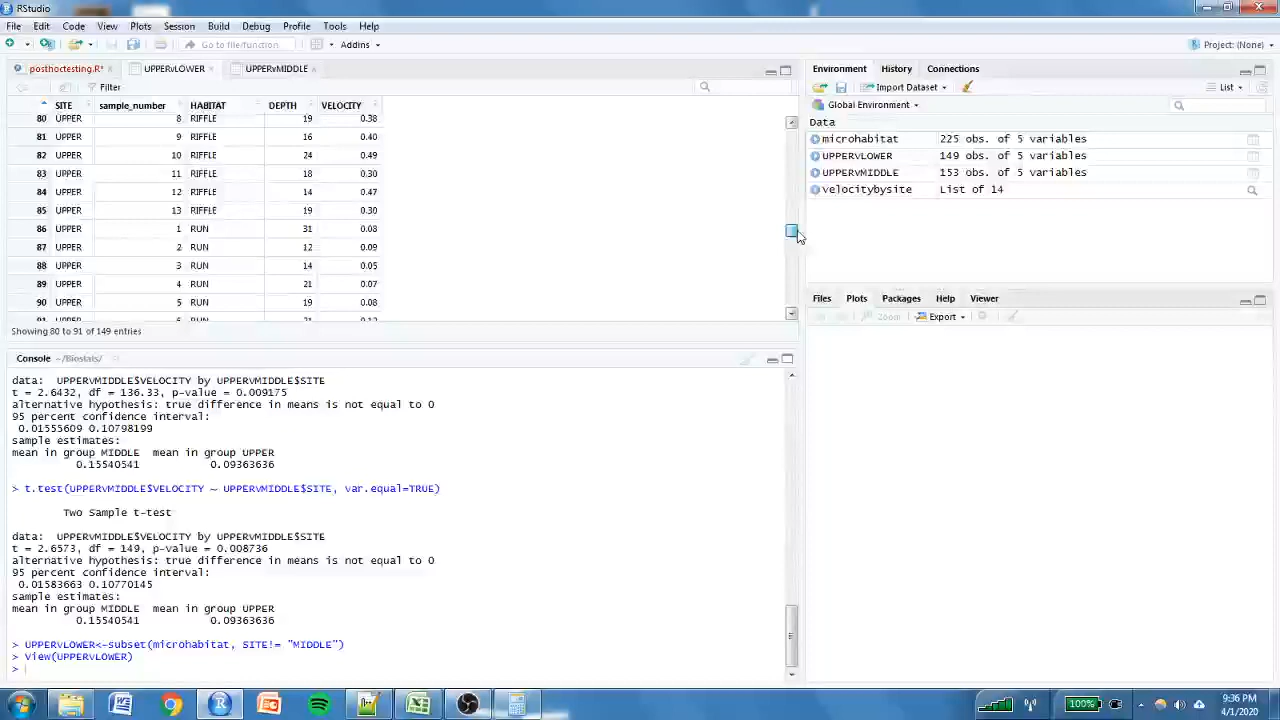 RStudio
File Edit Code View Plots Session Build Debug Profile Tools Help
Go to file/function Addins Project: (None)
posthoctesting.R* UPPERvLOWER UPPERvMIDDLE
Filter
SITE sample_number HABITAT DEPTH VELOCITY
80 UPPER 8 RIFFLE 19 0.38
81 UPPER 9 RIFFLE 16 0.40
82 UPPER 10 RIFFLE 24 0.49
83 UPPER 11 RIFFLE 18 0.30
84 UPPER 12 RIFFLE 14 0.47
85 UPPER 13 RIFFLE 19 0.30
86 UPPER 1 RUN 31 0.08
87 UPPER 2 RUN 12 0.09
88 UPPER 3 RUN 14 0.05
89 UPPER 4 RUN 21 0.07
90 UPPER 5 RUN 19 0.08
Showing 80 to 91 of 149 entries
Console ~/Biostats/
data: UPPERvMIDDLE$VELOCITY by UPPERvMIDDLE$SITE
t = 2.6432, df = 136.33, p-value = 0.009175
alternative hypothesis: true difference in means is not equal to 0
95 percent confidence interval:
0.01555609 0.10798199
sample estimates:
mean in group MIDDLE mean in group UPPER
0.15540541 0.09363636
> t.test(UPPERvMIDDLE$VELOCITY ~ UPPERvMIDDLE$SITE, var.equal=TRUE)
Two Sample t-test
data: UPPERvMIDDLE$VELOCITY by UPPERvMIDDLE$SITE
t = 2.6573, df = 149, p-value = 0.008736
alternative hypothesis: true difference in means is not equal to 0
95 percent confidence interval:
0.01583663 0.10770145
sample estimates:
mean in group MIDDLE mean in group UPPER
0.15540541 0.09363636
> UPPERvLOWER<-subset(microhabitat, SITE!= "MIDDLE")
> View(UPPERvLOWER)
>
Environment History Connections
Import Dataset List
Global Environment
Data
microhabitat 225 obs. of 5 variables
UPPERvLOWER 149 obs. of 5 variables
UPPERvMIDDLE 153 obs. of 5 variables
velocitybysite List of 14
Files Plots Packages Help Viewer
Zoom Export
100% 9:36 PM
4/1/2020